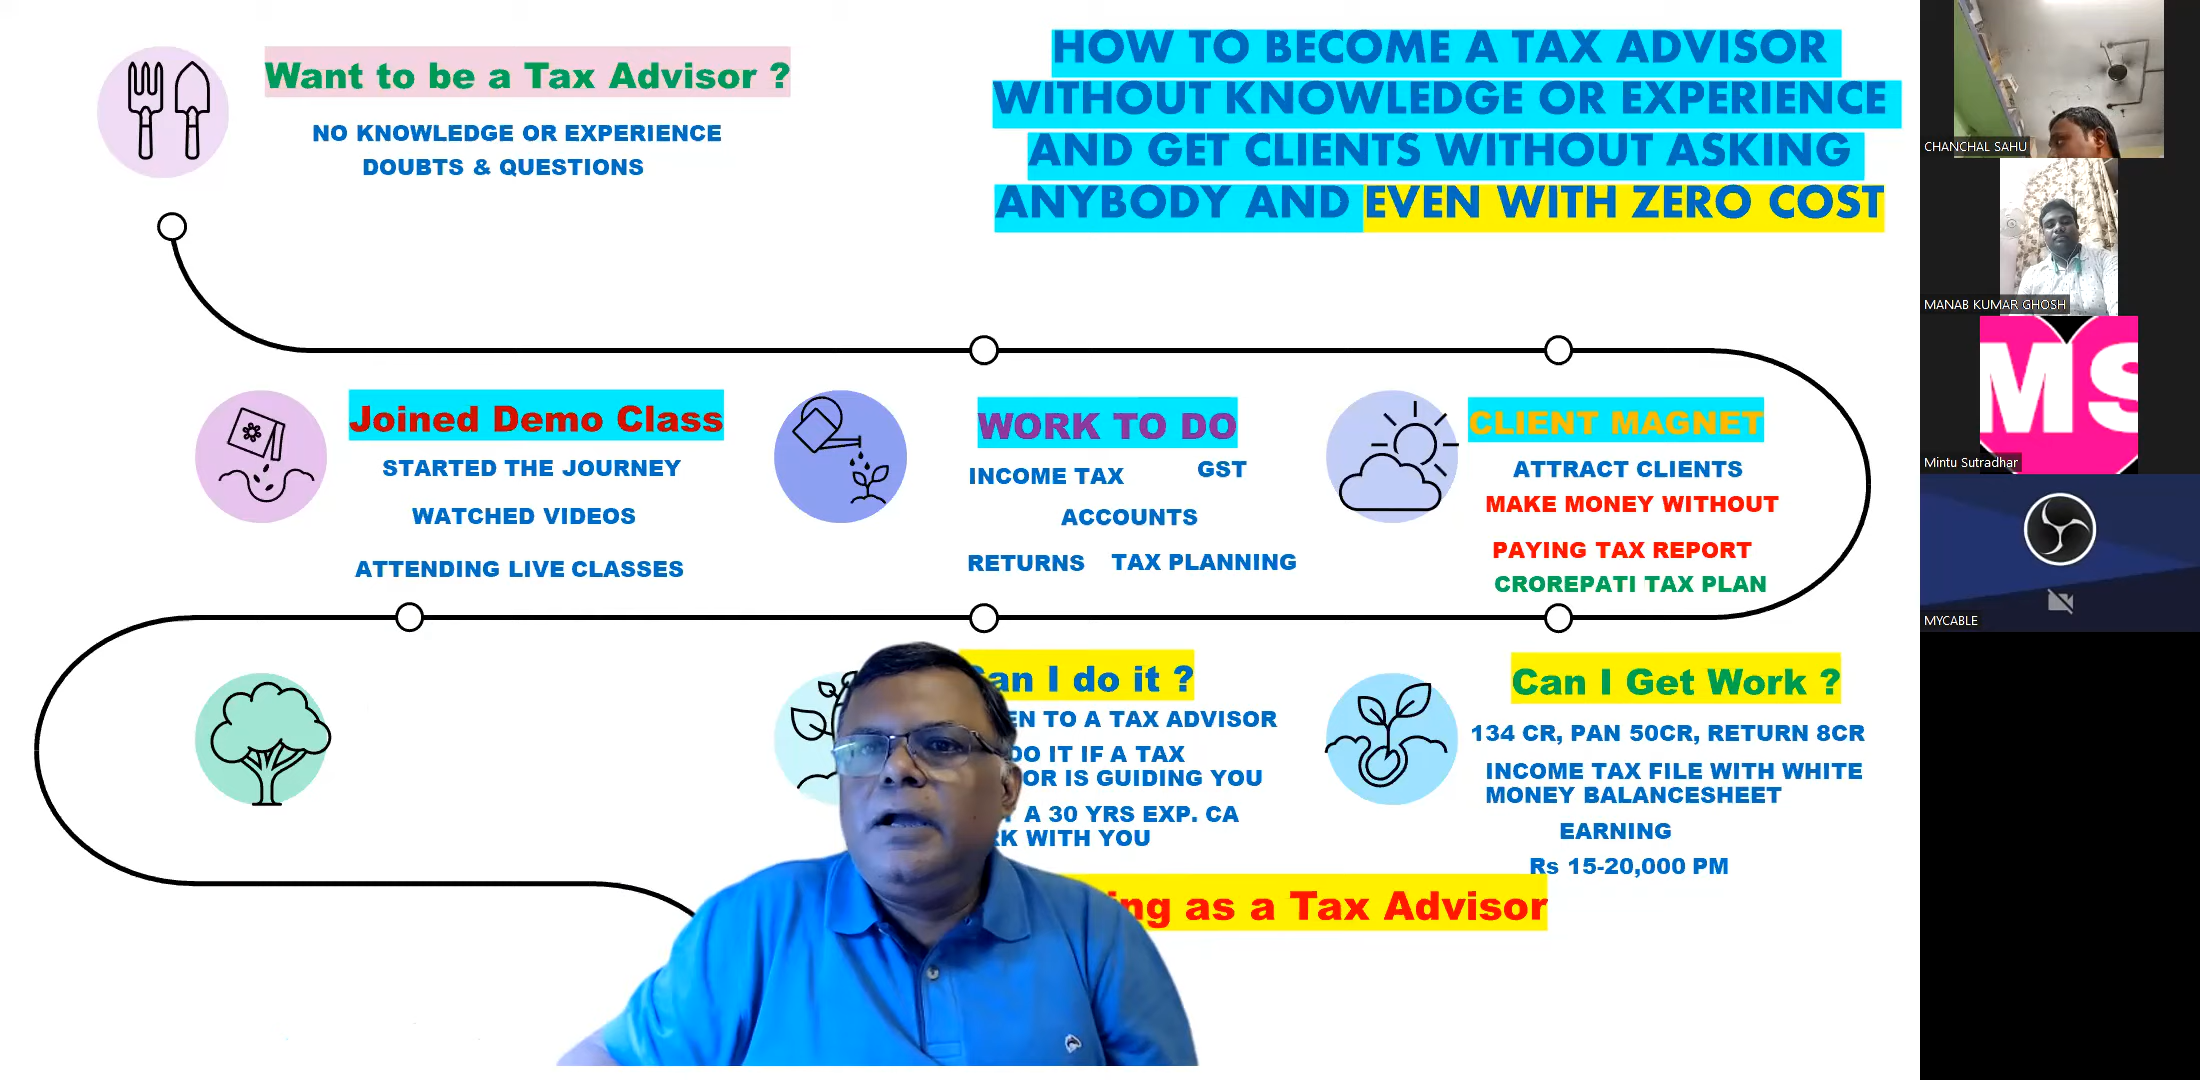 Want to be a Tax Advisor ?
NO KNOWLEDGE OR EXPERIENCE
DOUBTS & QUESTIONS
HOW TO BECOME A TAX ADVISOR
WITHOUT KNOWLEDGE OR EXPERIENCE
AND GET CLIENTS WITHOUT ASKING
ANYBODY AND EVEN WITH ZERO COST
Joined Demo Class
STARTED THE JOURNEY
WATCHED VIDEOS
ATTENDING LIVE CLASSES
WORK TO DO
INCOME TAX GST
ACCOUNTS
RETURNS TAX PLANNING
CLIENT MAGNET
ATTRACT CLIENTS
MAKE MONEY WITHOUT
PAYING TAX REPORT
CROREPATI TAX PLAN
an I do it ?
EN TO A TAX ADVISOR
DO IT IF A TAX
OR IS GUIDING YOU
A 30 YRS EXP. CA
RK WITH YOU
Can I Get Work ?
134 CR, PAN 50CR, RETURN 8CR
INCOME TAX FILE WITH WHITE
MONEY BALANCESHEET
EARNING
Rs 15-20,000 PM
ing as a Tax Advisor
CHANCHAL SAHU
MANAB KUMAR GHOSH
MS
Mintu Sutradhar
MYCABLE